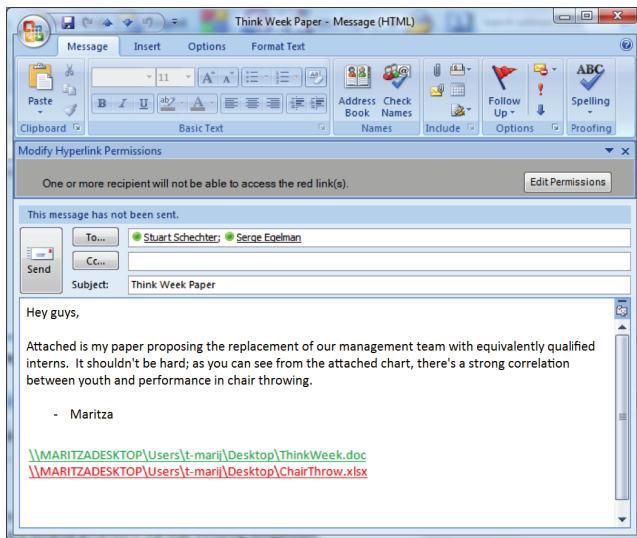 Think Week Paper - Message (HTML)
Message Insert Options Format Text
Paste
11
B I U ab A
Address Book
Check Names
Follow Up
ABC
Spelling
Clipboard Basic Text Names Include Options Proofing
Modify Hyperlink Permissions
One or more recipient will not be able to access the red link(s).
Edit Permissions
This message has not been sent.
Send
To... Stuart Schechter; Serge Egelman
Cc...
Subject: Think Week Paper
Hey guys,
Attached is my paper proposing the replacement of our management team with equivalently qualified
interns. It shouldn't be hard; as you can see from the attached chart, there's a strong correlation
between youth and performance in chair throwing.
- Maritza
\\MARITZADESKTOP\Users\t-marij\Desktop\ThinkWeek.doc
\\MARITZADESKTOP\Users\t-marij\Desktop\ChairThrow.xlsx